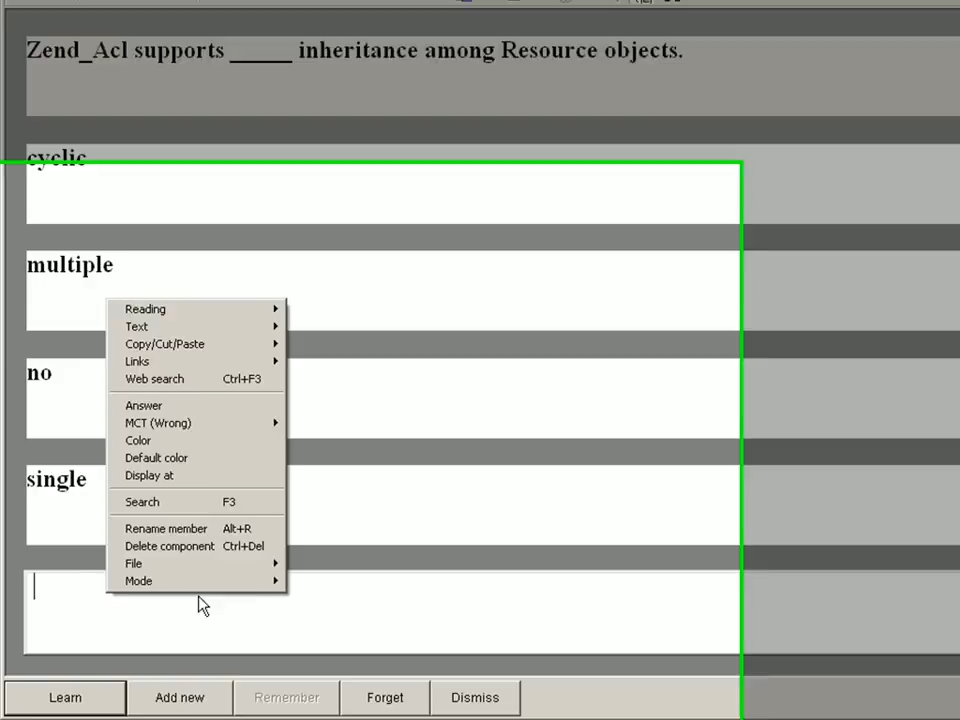 Zend_Acl supports _____ inheritance among Resource objects.
cyclic
multiple
Reading
Text
Copy/Cut/Paste
Links
no
Web search Ctrl+F3
Answer
MCT (Wrong)
Color
Default color
Display at
single
Search F3
Rename member Alt+R
Delete component Ctrl+Del
File
Mode
Learn Add new Remember Forget Dismiss